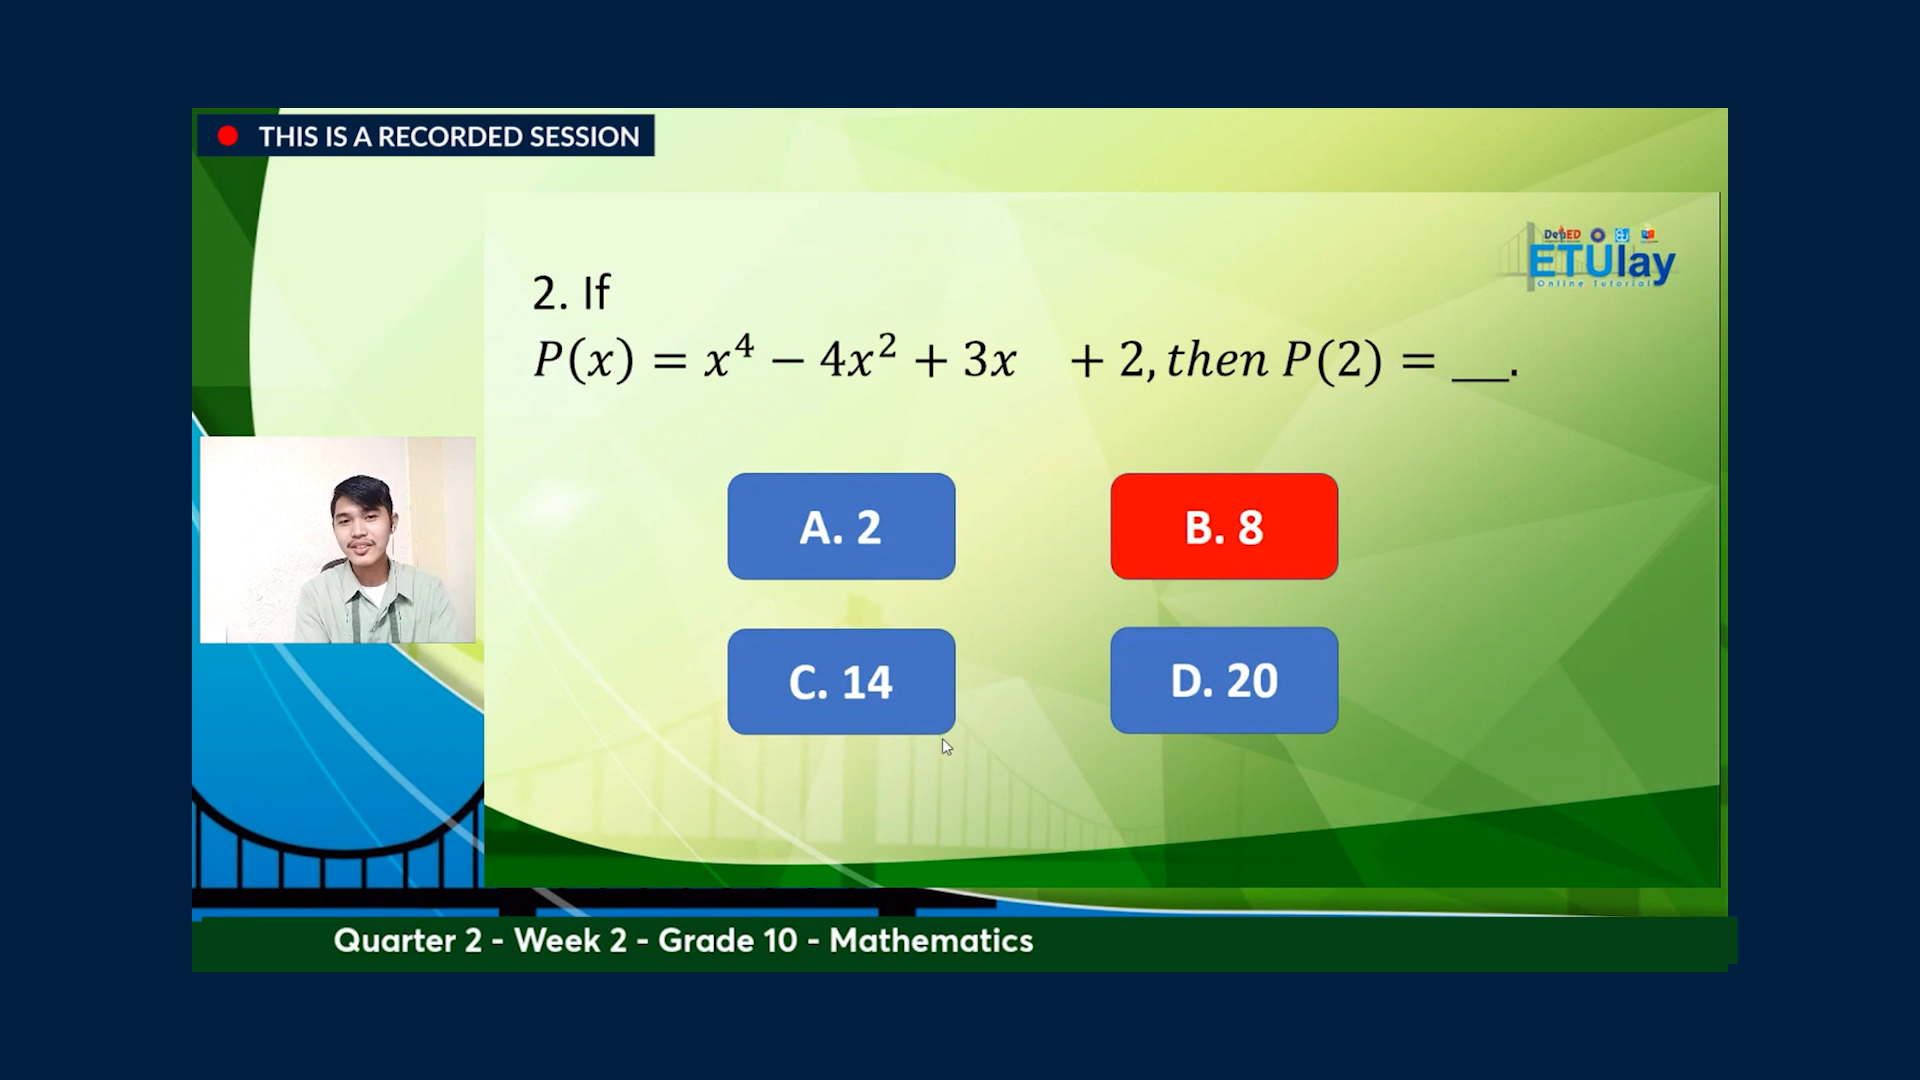 THIS IS A RECORDED SESSION
DepED
ETUlay
Online Tutorial
2. If
P(x) = x⁴ − 4x² + 3x + 2, then P(2) = __.
A. 2
B. 8
C. 14
D. 20
Quarter 2 - Week 2 - Grade 10 - Mathematics